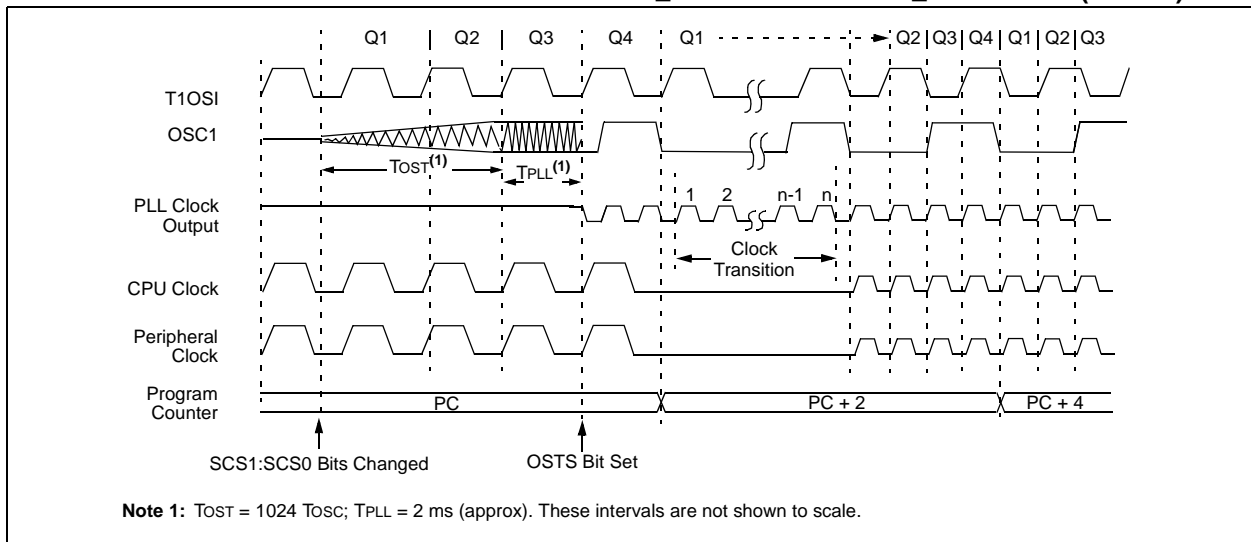 Q1 Q2 Q3 Q4 Q1 Q2 Q3 Q4 Q1 Q2 Q3
T1OSI
OSC1
TOST(1) TPLL(1)
1 2 n-1 n
PLL Clock
Output
Clock
Transition
CPU Clock
Peripheral
Clock
Program
Counter
PC PC + 2 PC + 4
SCS1:SCS0 Bits Changed OSTS Bit Set
Note 1: TOST = 1024 TOSC; TPLL = 2 ms (approx). These intervals are not shown to scale.